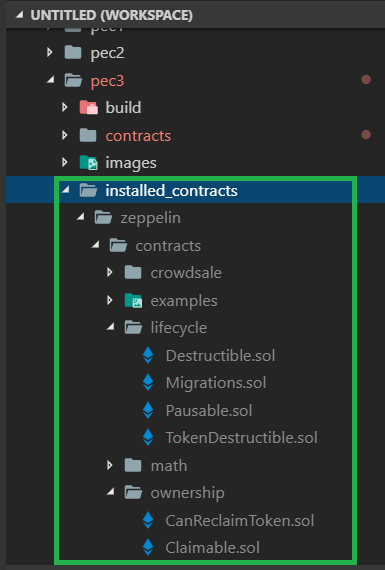 UNTITLED (WORKSPACE)
pec1
pec2
pec3
build
contracts
images
installed_contracts
zeppelin
contracts
crowdsale
examples
lifecycle
Destructible.sol
Migrations.sol
Pausable.sol
TokenDestructible.sol
math
ownership
CanReclaimToken.sol
Claimable.sol